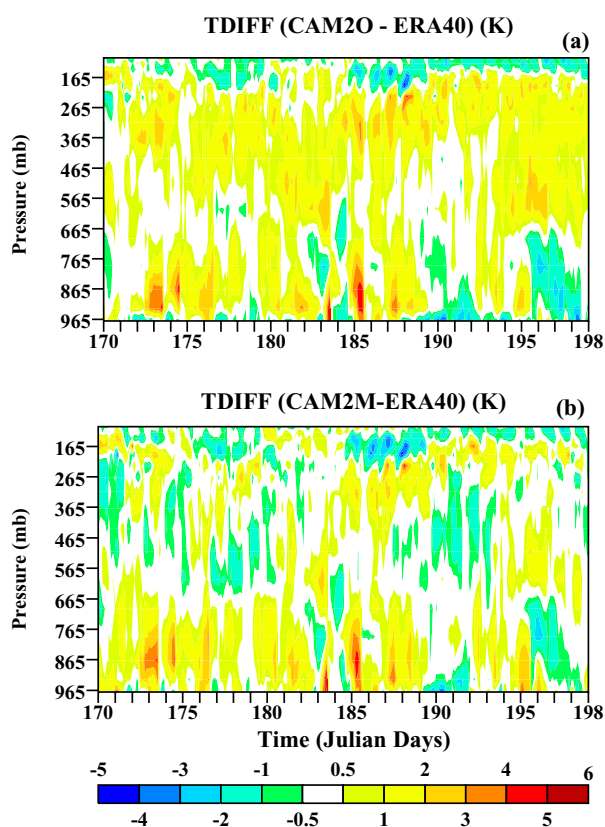 TDIFF (CAM2O - ERA40) (K)
(a)
Pressure (mb)
165
265
365
465
565
665
765
865
965
170 175 180 185 190 195 198
TDIFF (CAM2M-ERA40) (K)
(b)
Pressure (mb)
165
265
365
465
565
665
765
865
965
170 175 180 185 190 195 198
Time (Julian Days)
-5 -3 -1 0.5 2 4 6
-4 -2 -0.5 1 3 5